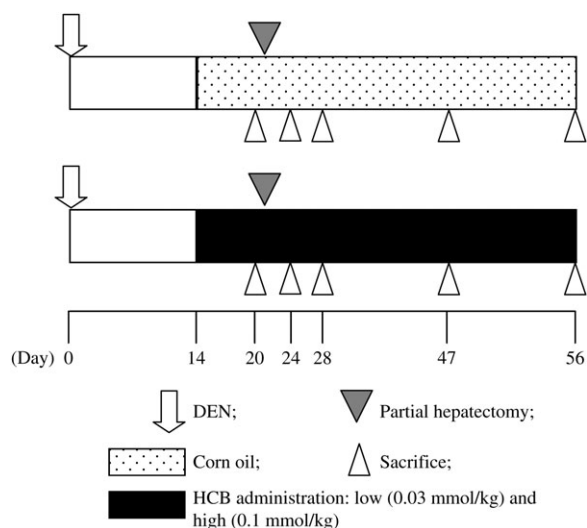 (Day) 0 14 20 24 28 47 56
DEN; Partial hepatectomy;
Corn oil; Sacrifice;
HCB administration: low (0.03 mmol/kg) and
high (0.1 mmol/kg)